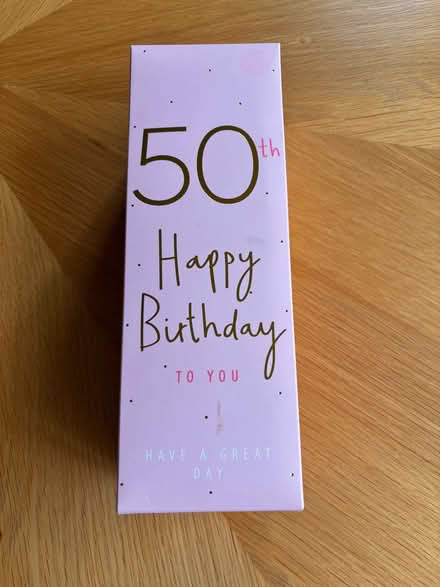 50th
Happy
Birthday
TO YOU
HAVE A GREAT
DAY